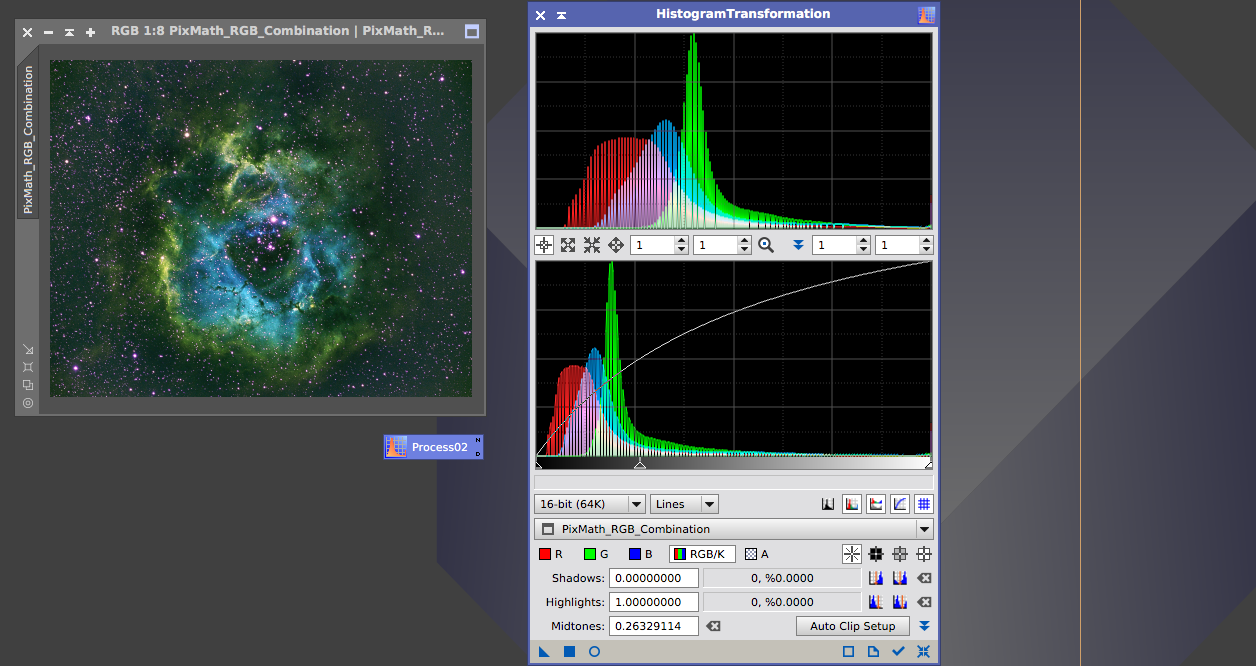 RGB 1:8 PixMath_RGB_Combination | PixMath_R...
PixMath_RGB_Combination
Process02
N
D
HistogramTransformation
1 1 1 1
16-bit (64K) Lines
PixMath_RGB_Combination
R G B RGB/K A
Shadows: 0.00000000 0, %0.0000
Highlights: 1.00000000 0, %0.0000
Midtones: 0.26329114 Auto Clip Setup